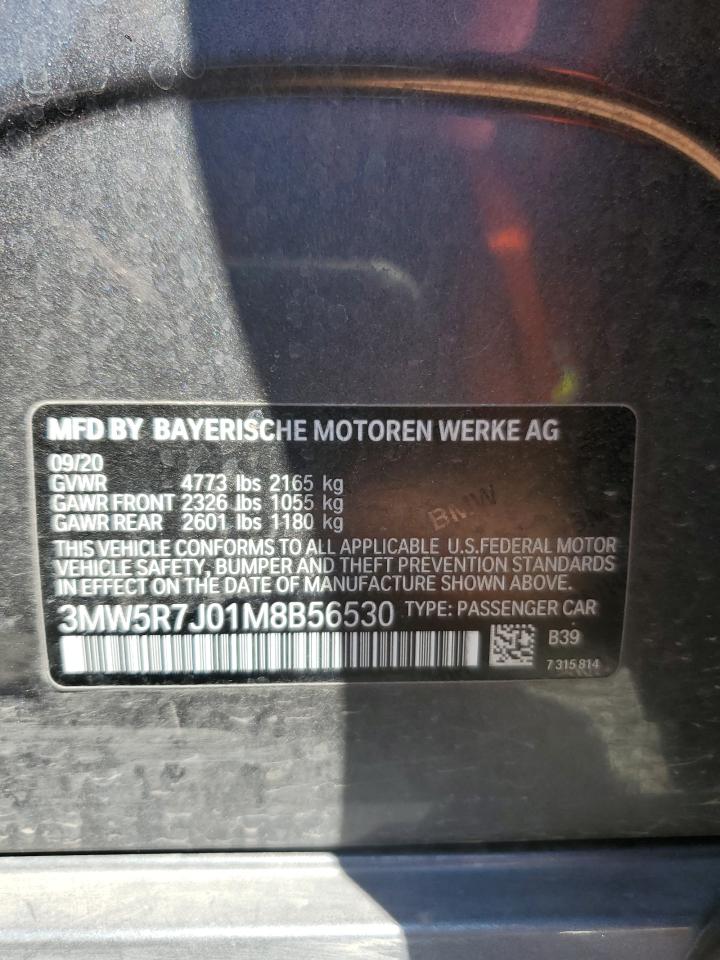 MFD BY BAYERISCHE MOTOREN WERKE AG
09/20
GVWR 4773 lbs 2165 kg
GAWR FRONT 2326 lbs 1055 kg
GAWR REAR 2601 lbs 1180 kg
BMW
THIS VEHICLE CONFORMS TO ALL APPLICABLE U.S.FEDERAL MOTOR
VEHICLE SAFETY, BUMPER AND THEFT PREVENTION STANDARDS
IN EFFECT ON THE DATE OF MANUFACTURE SHOWN ABOVE.
3MW5R7J01M8B56530 TYPE: PASSENGER CAR
B39
7 315 814